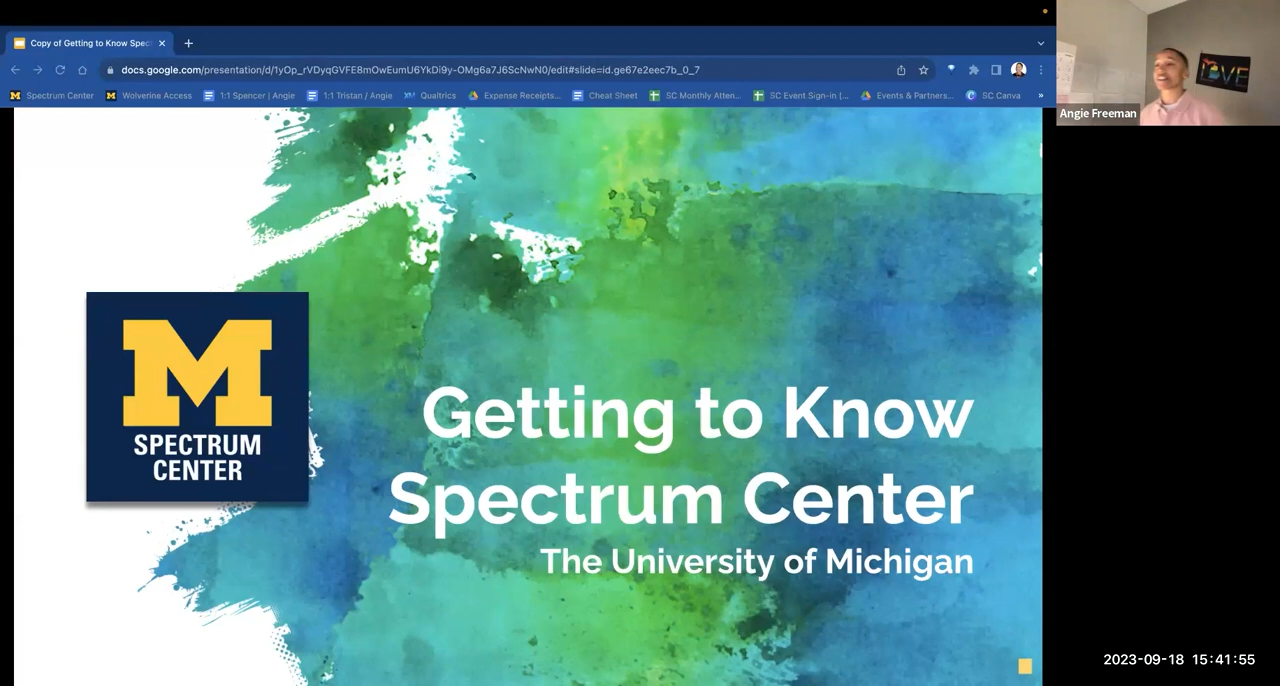 Copy of Getting to Know Spec
docs.google.com/presentation/d/1yOp_rVDyqGVFE8mOwEumU6YkDi9y-OMg6a7J6ScNwN0/edit#slide=id.ge67e2eec7b_0_7
Spectrum Center
Wolverine Access
1:1 Spencer | Angie
1:1 Tristan / Angie
Qualtrics
Expense Receipts...
Cheat Sheet
SC Monthly Atten...
SC Event Sign-in (...
Events & Partners...
SC Canva
»
LOVE
Angie Freeman
M
SPECTRUM
CENTER
Getting to Know
Spectrum Center
The University of Michigan
2023-09-18 15:41:55